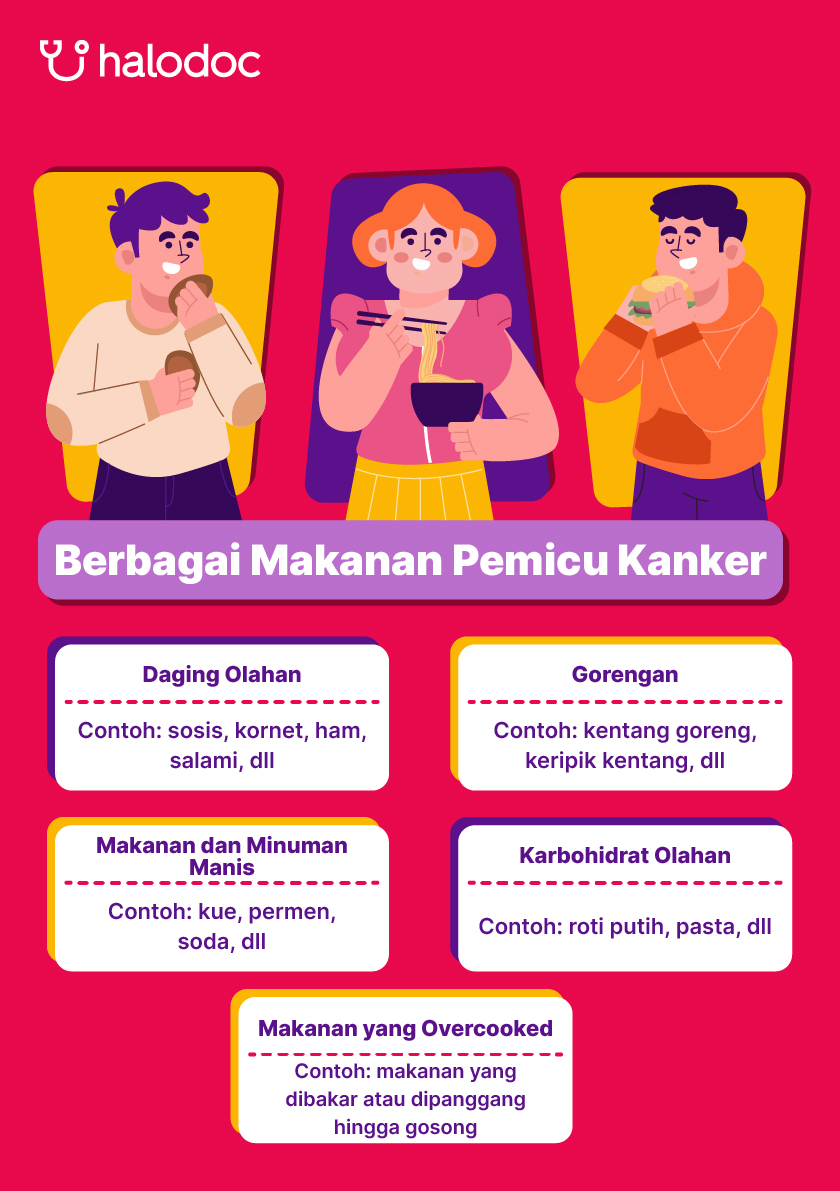 halodoc
Berbagai Makanan Pemicu Kanker
Daging Olahan
Contoh: sosis, kornet, ham,
salami, dll
Gorengan
Contoh: kentang goreng,
keripik kentang, dll
Makanan dan Minuman
Manis
Contoh: kue, permen,
soda, dll
Karbohidrat Olahan
Contoh: roti putih, pasta, dll
Makanan yang Overcooked
Contoh: makanan yang
dibakar atau dipanggang
hingga gosong